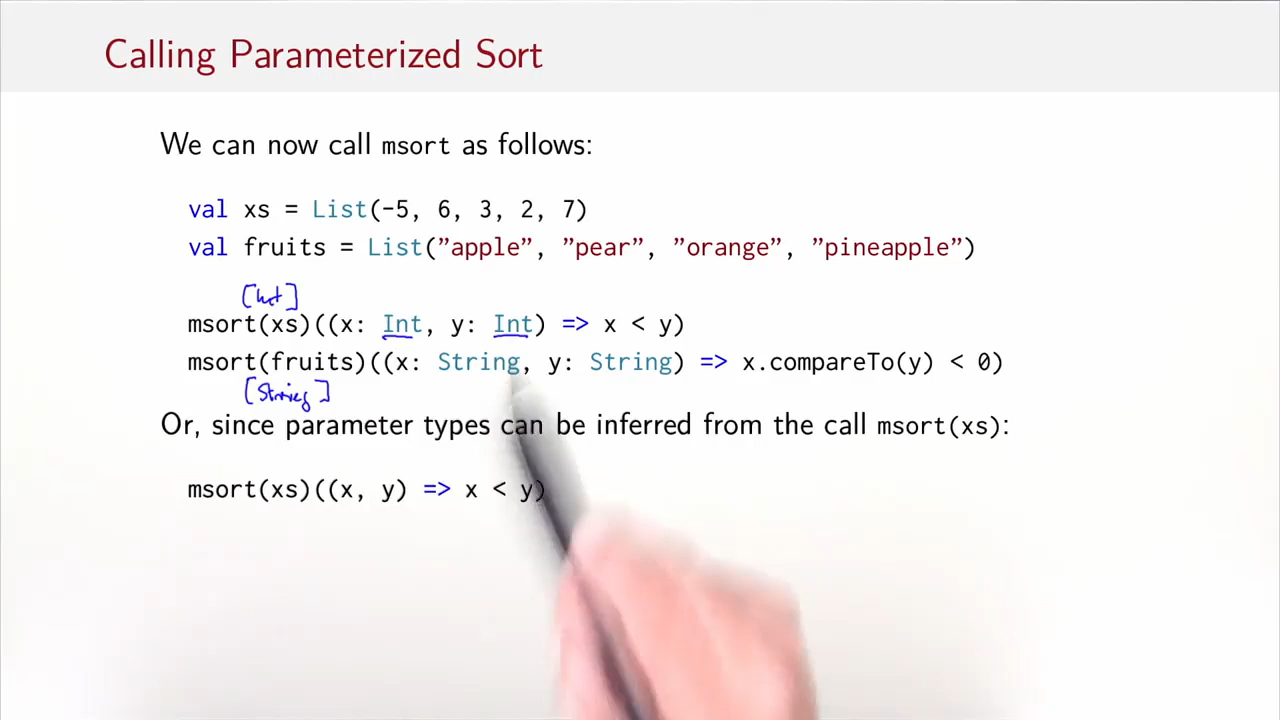 Calling Parameterized Sort
We can now call msort as follows:
val xs = List(-5, 6, 3, 2, 7)
val fruits = List("apple", "pear", "orange", "pineapple")
[Int]
msort(xs)((x: Int, y: Int) => x < y)
msort(fruits)((x: String, y: String) => x.compareTo(y) < 0)
[String]
Or, since parameter types can be inferred from the call msort(xs):
msort(xs)((x, y) => x < y)